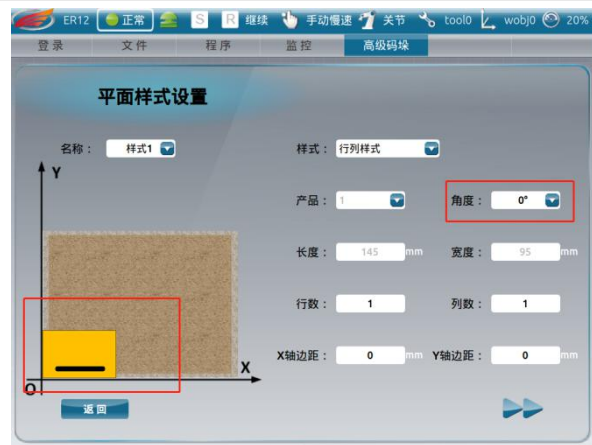 ER12 正常 S R 继续 手动慢速 关节 tool0 wobj0 20%
登录 文件 程序 监控 高级码垛
平面样式设置
名称： 样式1 样式： 行列样式
Y
产品： 1 角度： 0°
长度： 145 mm 宽度： 95 mm
行数： 1 列数： 1
X轴边距： 0 mm Y轴边距： 0 mm
X
O
返回